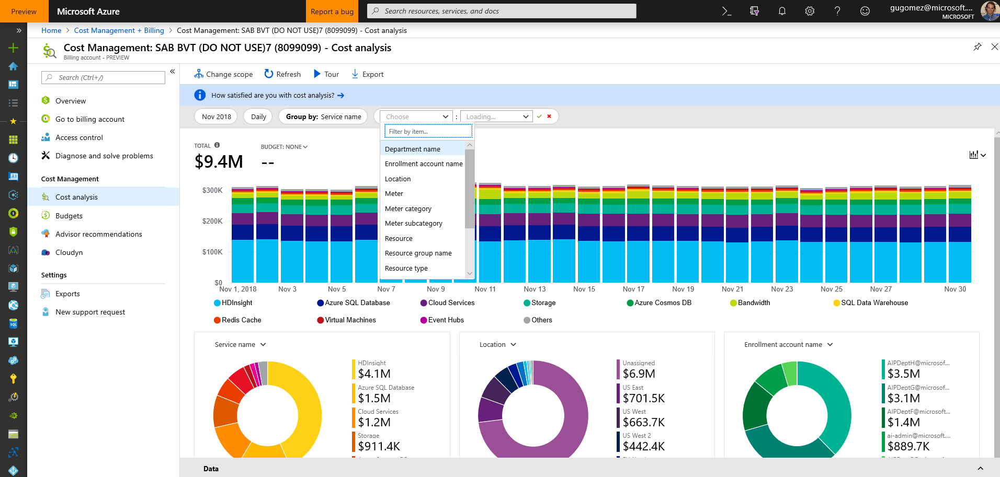 Preview
Microsoft Azure
Report a bug
Search resources, services, and docs
gugomez@microsoft....
MICROSOFT
Home > Cost Management + Billing > Cost Management: SAB BVT (DO NOT USE)7 (8099099) - Cost analysis
Cost Management: SAB BVT (DO NOT USE)7 (8099099) - Cost analysis
Billing account - PREVIEW
Search (Ctrl+/)
Overview
Go to billing account
Access control
Diagnose and solve problems
Cost Management
Cost analysis
Budgets
Advisor recommendations
Cloudyn
Settings
Exports
New support request
Change scope
Refresh
Tour
Export
How satisfied are you with cost analysis?
Nov 2018
Daily
Group by: Service name
Choose
:
Loading...
Filter by item...
Department name
Enrollment account name
Location
Meter
Meter category
Meter subcategory
Resource
Resource group name
Resource type
TOTAL
$9.4M
BUDGET: NONE
--
$300K
$200K
$100K
$0
Nov 1, 2018 Nov 3 Nov 5 Nov 7 Nov 9 Nov 11 Nov 13 Nov 15 Nov 17 Nov 19 Nov 21 Nov 23 Nov 25 Nov 27 Nov 30
HDInsight Azure SQL Database Cloud Services Storage Azure Cosmos DB Bandwidth SQL Data Warehouse
Redis Cache Virtual Machines Event Hubs Others
Service name
HDInsight
$4.1M
Azure SQL Database
$1.5M
Cloud Services
$1.2M
Storage
$911.4K
Location
Unassigned
$6.9M
US East
$701.5K
US West
$663.7K
US West 2
$442.4K
Enrollment account name
AIPDeptH@microsof...
$3.5M
AIPDeptG@microsof...
$3.1M
AIPDeptF@microsoft...
$1.4M
ai-admin@microsoft....
$889.7K
Data